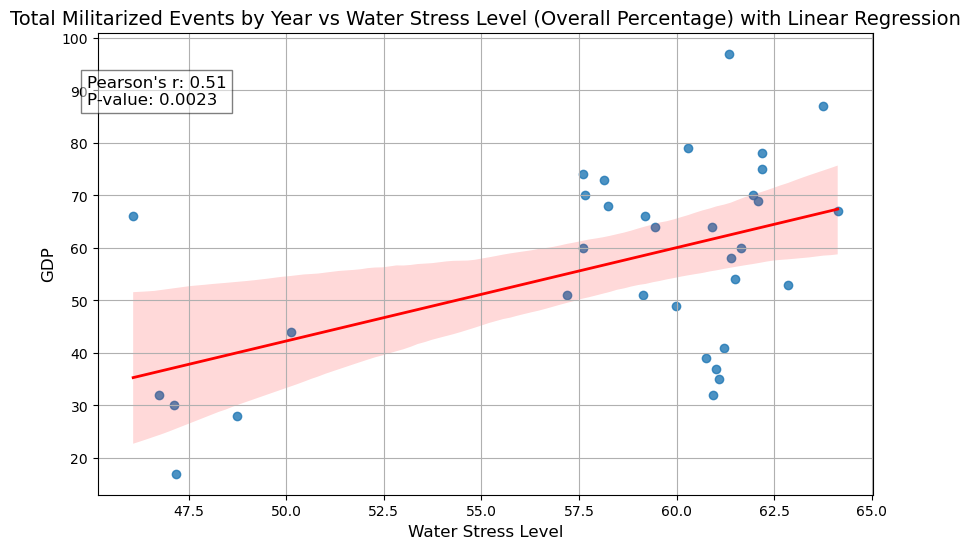 Total Militarized Events by Year vs Water Stress Level (Overall Percentage) with Linear Regression
100
90
80
70
60
50
40
30
20
Pearson's r: 0.51
P-value: 0.0023
GDP
47.5 50.0 52.5 55.0 57.5 60.0 62.5 65.0
Water Stress Level